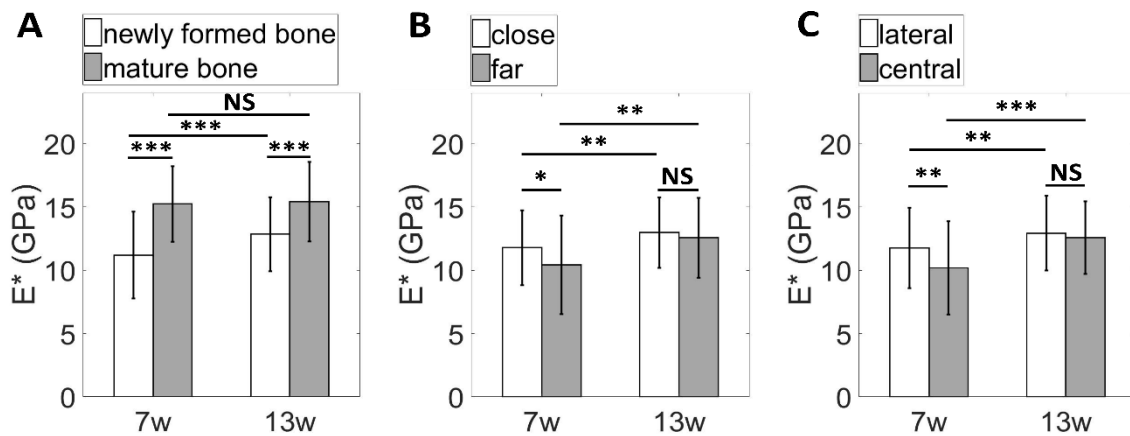 A
newly formed bone
mature bone
E* (GPa)
20
15
10
5
0
NS
***
***
***
7w
13w
B
close
far
E* (GPa)
20
15
10
5
0
**
**
*
NS
7w
13w
C
lateral
central
E* (GPa)
20
15
10
5
0
***
**
**
NS
7w
13w